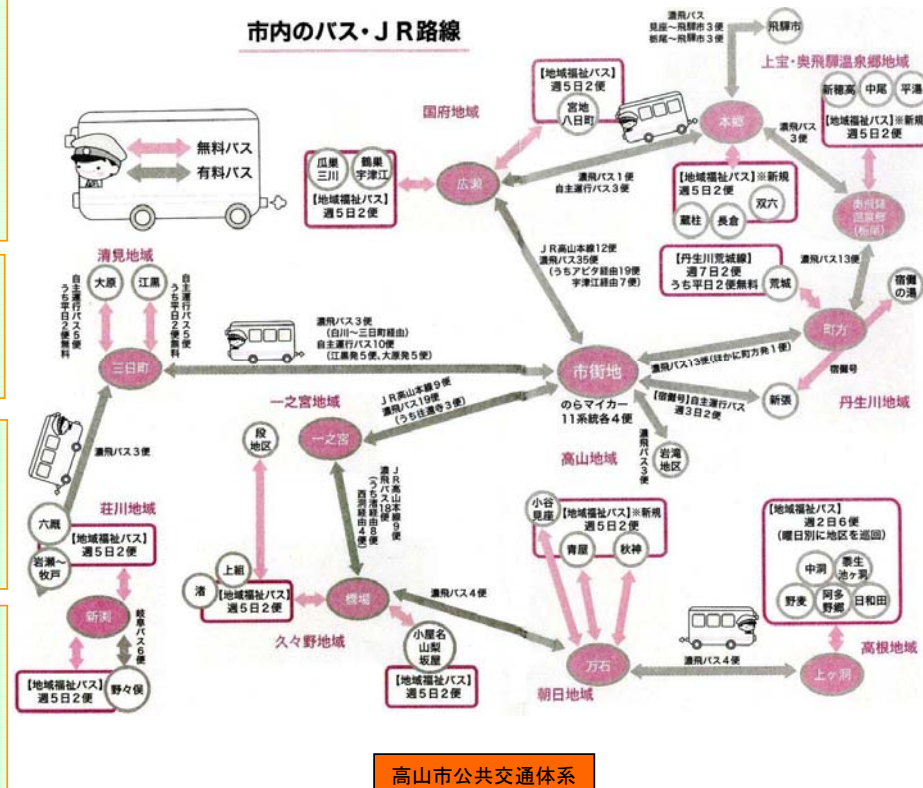 市内のバス・JR路線
無料バス
有料バス
濃飛バス
見座～飛騨市3便
栃尾～飛騨市3便
飛騨市
上宝・奥飛騨温泉郷地域
新穂高
中尾
平湯
【地域福祉バス】※新規
週5日2便
国府地域
【地域福祉バス】
週5日2便
宮地
八日町
本郷
濃飛バス
3便
瓜巣
三川
鶴巣
宇津江
【地域福祉バス】
週5日2便
広瀬
濃飛バス1便
自主運行バス3便
【地域福祉バス】※新規
週5日2便
蔵柱
長倉
双六
奥飛騨
温泉郷
(栃尾)
JR高山本線12便
濃飛バス35便
(うちアピタ経由19便
宇津江経由7便)
【丹生川荒城線】
週7日2便
うち平日2便無料
荒城
濃飛バス13便
宿儺
の湯
清見地域
自主運行バス5便
うち平日2便無料
大原
江黒
自主運行バス5便
うち平日2便無料
三日町
濃飛バス3便
(白川～三日町経由)
自主運行バス10便
(江黒発5便、大原発5便)
市街地
のらマイカー
11系統各4便
濃飛バス13便(ほかに町方発1便)
町方
宿儺号
【宿儺号】自主運行バス
週3日2便
新張
丹生川地域
一之宮地域
JR高山本線9便
濃飛バス19便
(うち往還寺3便)
一之宮
段
地区
高山地域
濃飛バス3便
岩滝
地区
濃飛バス3便
荘川地域
六厩
岩瀬～
牧戸
【地域福祉バス】
週5日2便
新渕
岐阜バス6便
【地域福祉バス】
週5日2便
野々俣
JR高山本線9便
濃飛バス18便
(うち渚経由8便
西洞経由4便)
渚
上組
【地域福祉バス】
週5日2便
久々野地域
橋場
濃飛バス4便
小屋名
山梨
坂屋
【地域福祉バス】
週5日2便
小谷
見座
【地域福祉バス】※新規
週5日2便
青屋
秋神
万石
朝日地域
濃飛バス4便
【地域福祉バス】
週2日6便
(曜日別に地区を巡回)
中洞
黍生
池ヶ洞
野麦
阿多
野郷
日和田
高根地域
上ヶ洞
高山市公共交通体系